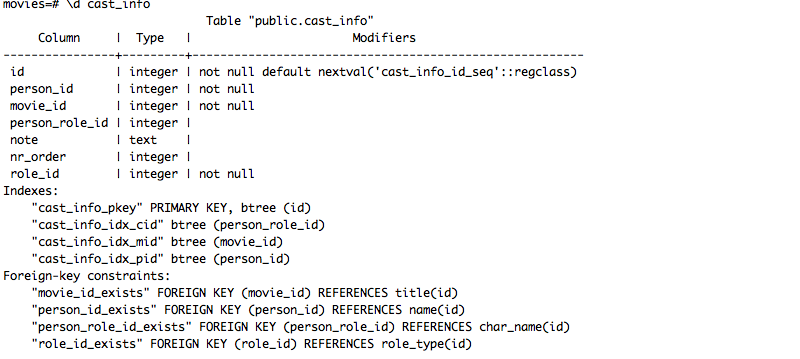 movies=# \d cast_info
                            Table "public.cast_info"
     Column     |  Type   |                      Modifiers
----------------+---------+------------------------------------------------------
 id             | integer | not null default nextval('cast_info_id_seq'::regclass)
 person_id      | integer | not null
 movie_id       | integer | not null
 person_role_id | integer |
 note           | text    |
 nr_order       | integer |
 role_id        | integer | not null
Indexes:
    "cast_info_pkey" PRIMARY KEY, btree (id)
    "cast_info_idx_cid" btree (person_role_id)
    "cast_info_idx_mid" btree (movie_id)
    "cast_info_idx_pid" btree (person_id)
Foreign-key constraints:
    "movie_id_exists" FOREIGN KEY (movie_id) REFERENCES title(id)
    "person_id_exists" FOREIGN KEY (person_id) REFERENCES name(id)
    "person_role_id_exists" FOREIGN KEY (person_role_id) REFERENCES char_name(id)
    "role_id_exists" FOREIGN KEY (role_id) REFERENCES role_type(id)